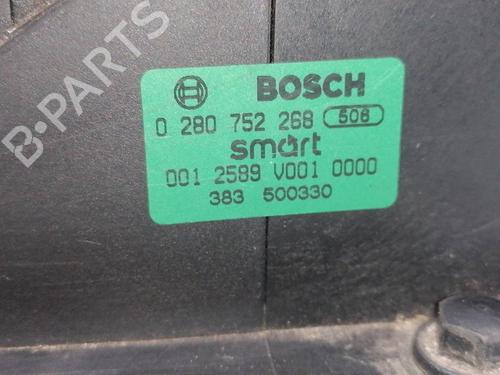 B-PARTS
BOSCH
0 280 752 268 506
smart
001 2589 V001 0000
383 500330